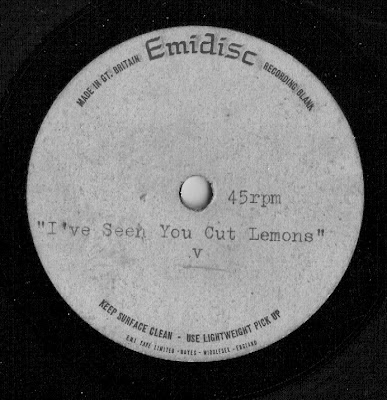 Emidisc
MADE IN GT. BRITAIN
RECORDING BLANK
45rpm
"I've Seen You Cut Lemons"
V
KEEP SURFACE CLEAN - USE LIGHTWEIGHT PICK UP
E.M.I. TAPE LIMITED · HAYES · MIDDLESEX · ENGLAND